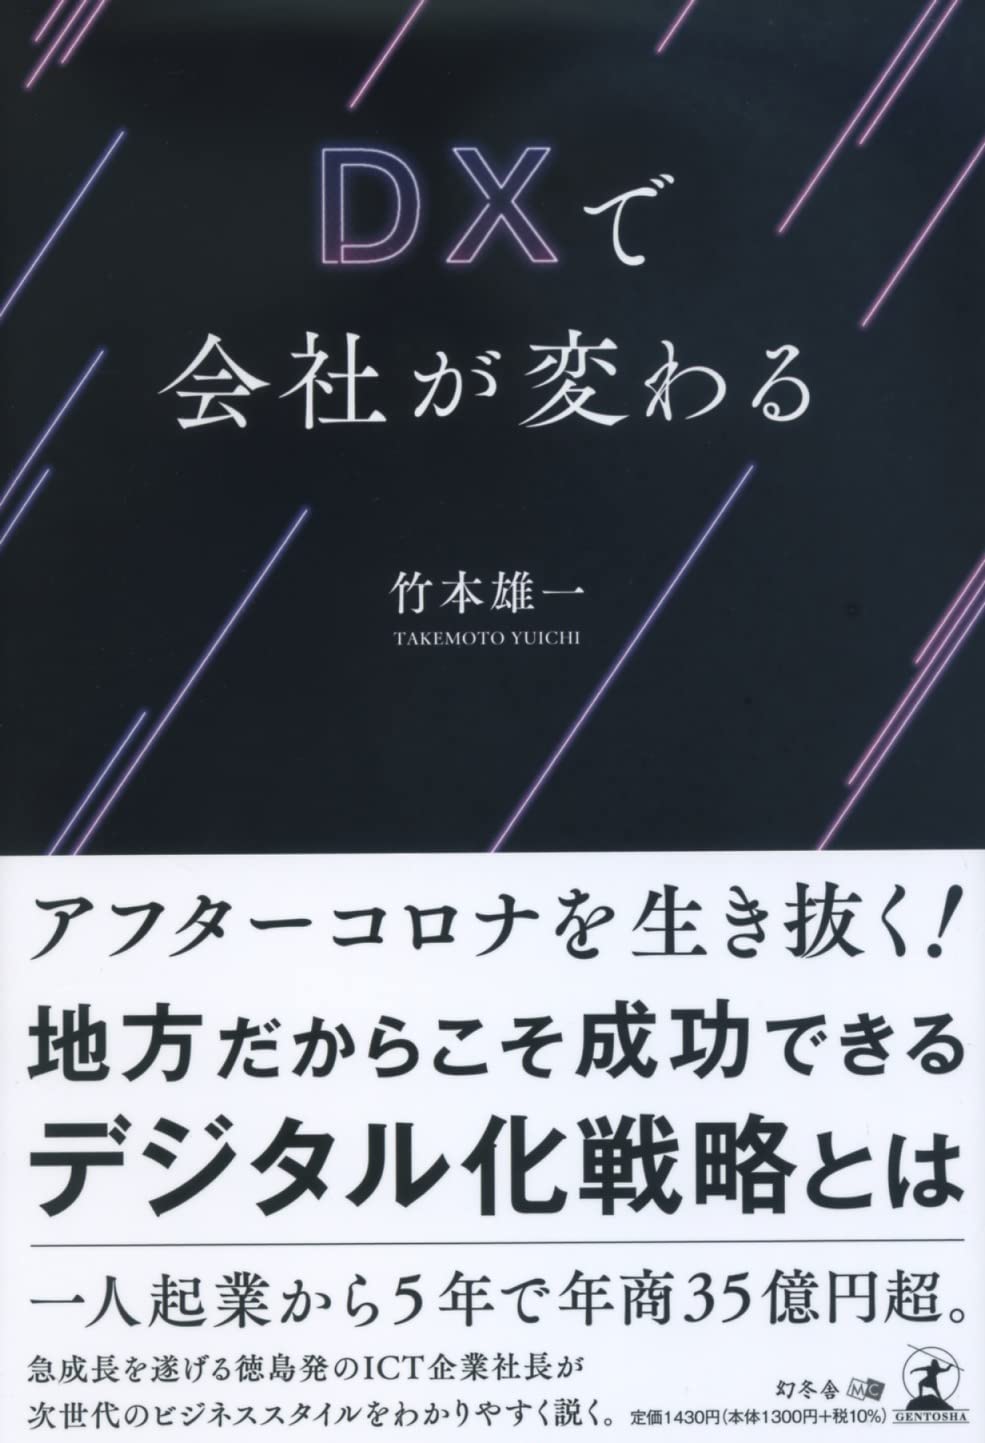 DXで
会社が変わる
竹本雄一
TAKEMOTO YUICHI
アフターコロナを生き抜く!
地方だからこそ成功できる
デジタル化戦略とは
一人起業から5年で年商35億円超。
急成長を遂げる徳島発のICT企業社長が
次世代のビジネススタイルをわかりやすく説く。
幻冬舎 MC
定価1430円(本体1300円+税10%)
GENTOSHA